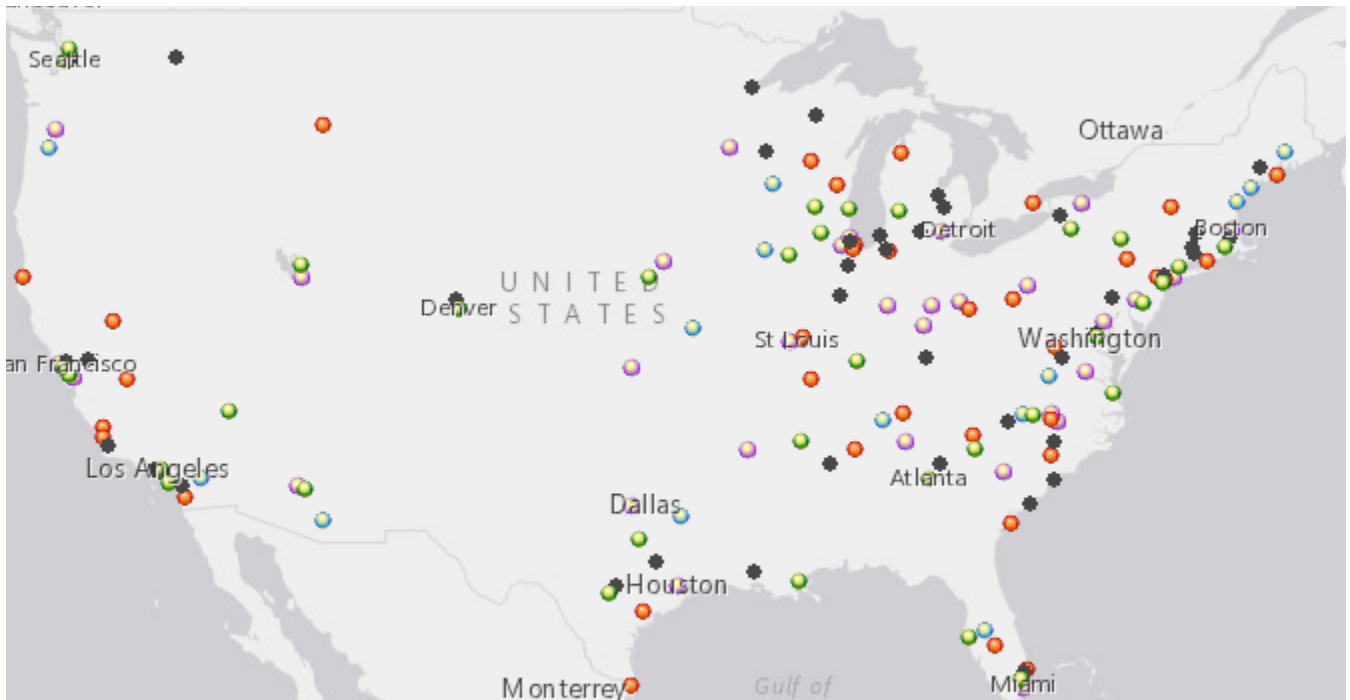 Seattle
Ottawa
Boston
Detroit
UNITED
STATES
Denver
St Louis
Washington
an Francisco
Los Angeles
Atlanta
Dallas
Houston
Monterrey
Gulf of
Miami